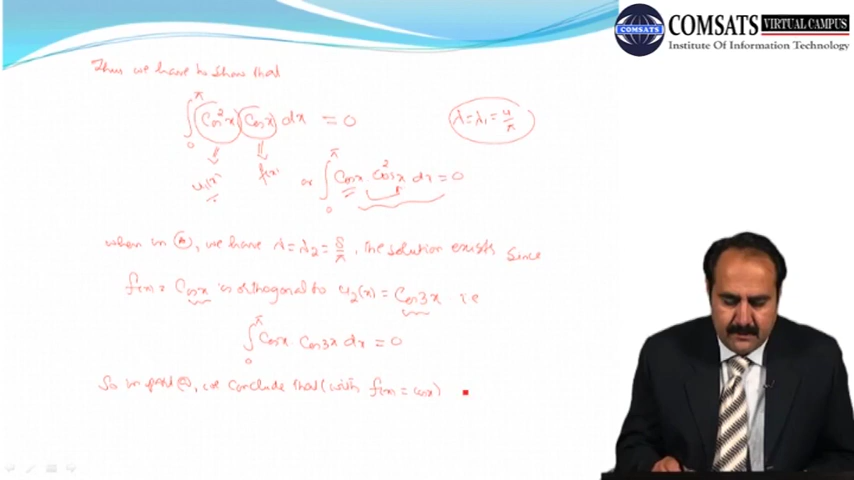 COMSATS VIRTUAL CAMPUS
COMSATS
Institute Of Information Technology
Thus we have to show that
∫₀^π Cos²x Cosx dx = 0
λ = λ₁ = 4/π
u₁(x)
f(x)
or ∫₀^π Cosx . Cos²x dx = 0
when in (b), we have λ = λ₂ = 8/π, the solution exists since
f(x) = Cosx is orthogonal to u₂(x) = Cos3x i.e
∫₀^π Cosx . Cos3x dx = 0
So in part , we conclude that (with f(x) = cosx)